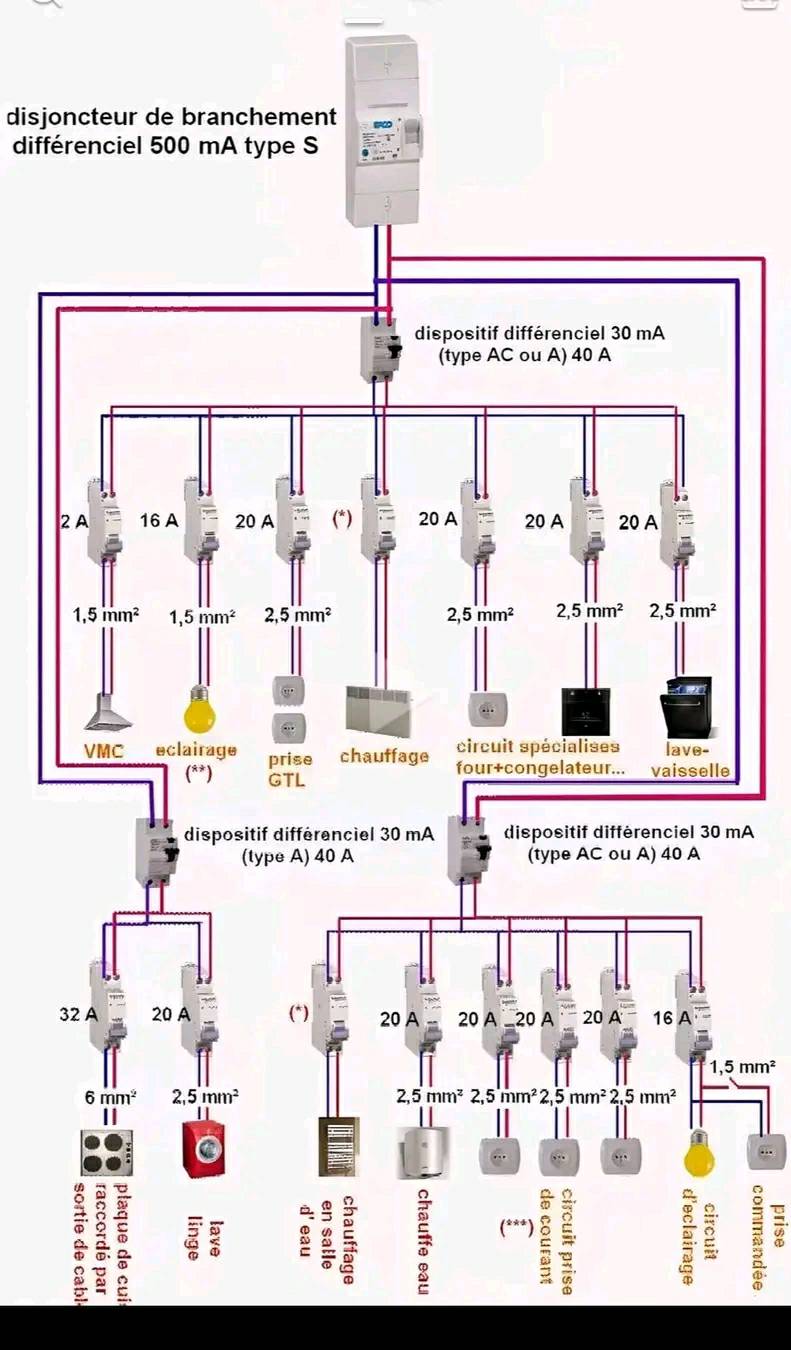 disjoncteur de branchement
différenciel 500 mA type S
dispositif différenciel 30 mA
(type AC ou A) 40 A
2 A
16 A
20 A
(*)
20 A
20 A
20 A
1,5 mm²
1,5 mm²
2,5 mm²
2,5 mm²
2,5 mm²
2,5 mm²
VMC
eclairage
(**)
prise
GTL
chauffage
circuit spécialises
four+congelateur...
lave-
vaisselle
dispositif différenciel 30 mA
(type A) 40 A
dispositif différenciel 30 mA
(type AC ou A) 40 A
32 A
20 A
(*)
20 A
20 A
20 A
20 A
16 A
1,5 mm²
6 mm²
2,5 mm²
2,5 mm²
2,5 mm²
2,5 mm²
2,5 mm²
plaque de cui
raccordé par
sortie de cabl
lave
linge
chauffage
en salle
d' eau
chauffe eau
(***)
circuit prise
de courant
circuit
d'eclairage
prise
commandée